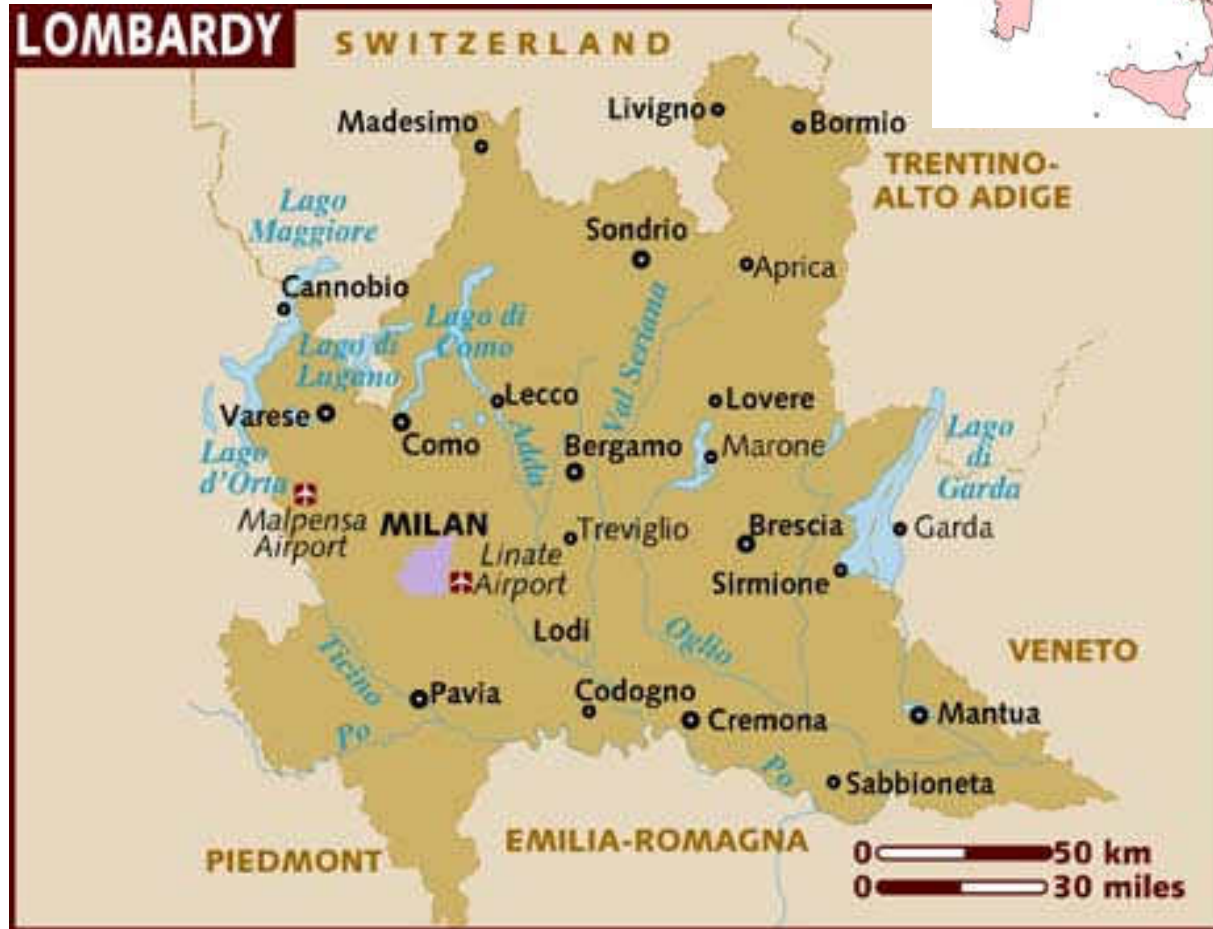 LOMBARDY
SWITZERLAND
Livigno
Madesimo
Bormio
TRENTINO-
ALTO ADIGE
Lago
Maggiore
Sondrio
Aprica
Cannobio
Lago di
Como
Lago di
Lugano
Val Seriana
Lecco
Lovere
Varese
Como
Adda
Bergamo
Marone
Lago
di
Garda
Lago
d'Orta
Malpensa
Airport
MILAN
Linate
Airport
Treviglio
Brescia
Garda
Sirmione
Lodi
Oglio
VENETO
Ticino
Pavia
Codogno
Cremona
Mantua
Po
Po
Sabbioneta
EMILIA-ROMAGNA
PIEDMONT
0 50 km
0 30 miles